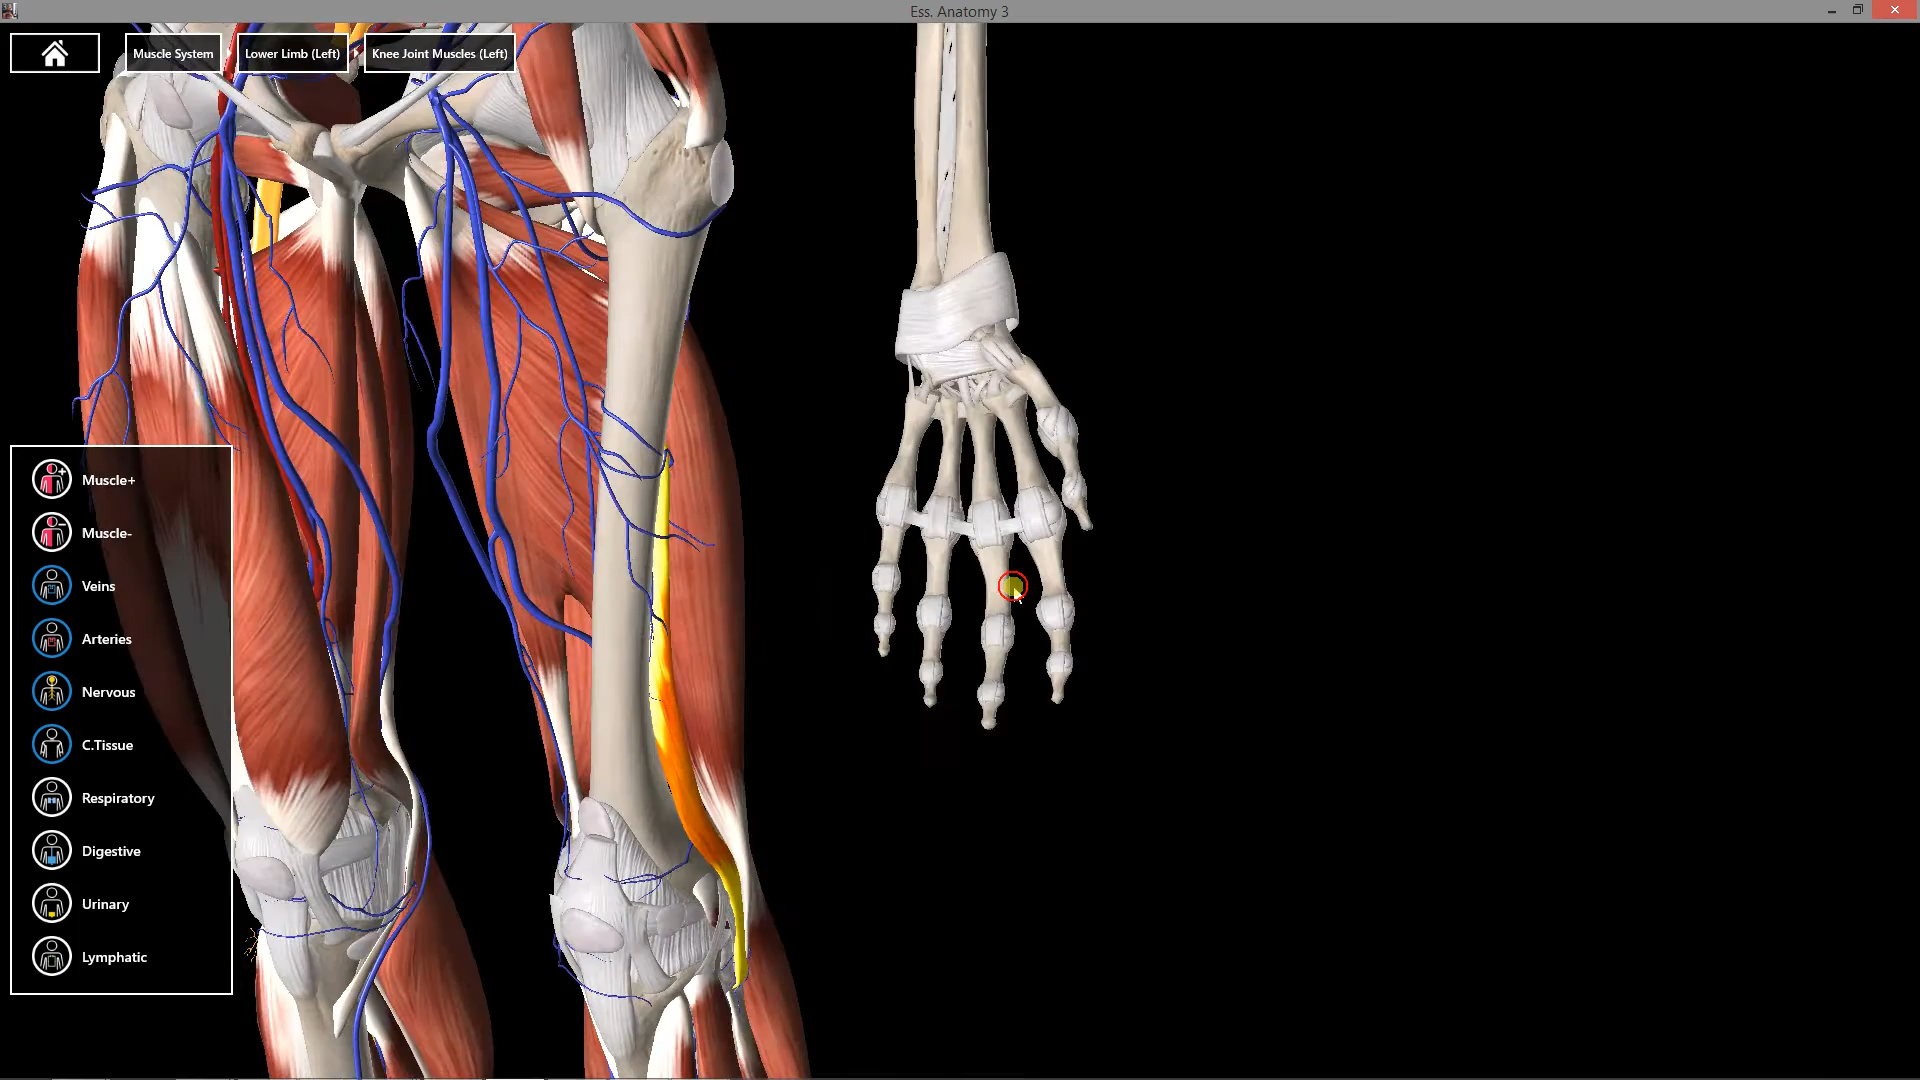 Ess. Anatomy 3
Muscle System
Lower Limb (Left)
Knee Joint Muscles (Left)
Muscle+
Muscle-
Veins
Arteries
Nervous
C.Tissue
Respiratory
Digestive
Urinary
Lymphatic